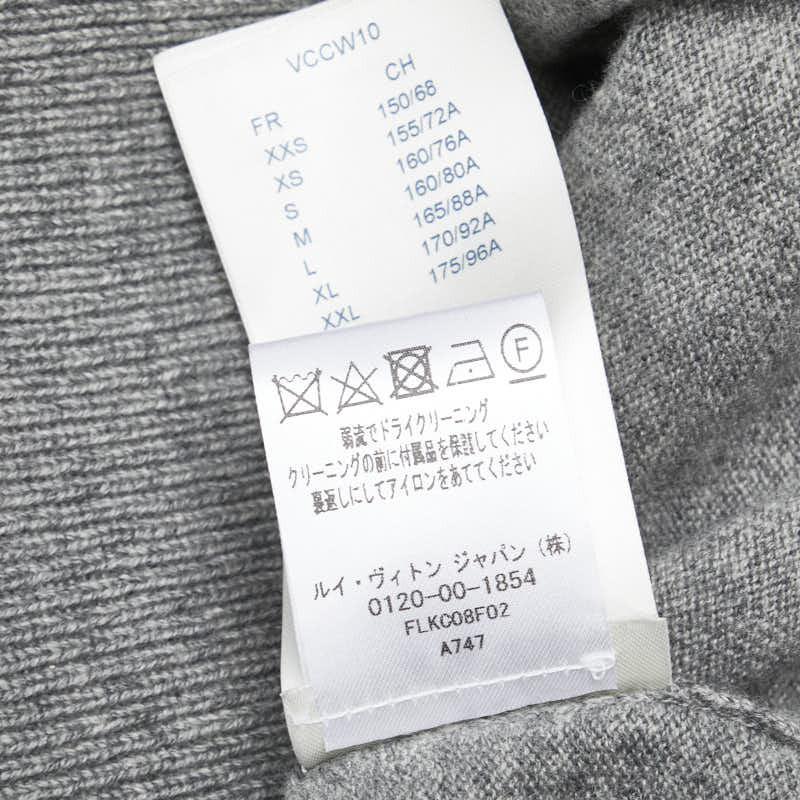 VCCW10
FR CH
XXS 150/68
XS 155/72A
S 160/76A
M 160/80A
L 165/88A
XL 170/92A
XXL 175/96A
F
弱流でドライクリーニング
クリーニングの前に付属品を保護してください
裏返しにしてアイロンをあててください
ルイ・ヴィトン ジャパン (株)
0120-00-1854
FLKC08F02
A747